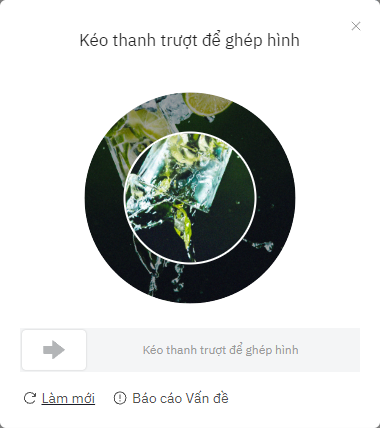 Kéo thanh trượt để ghép hình
Kéo thanh trượt để ghép hình
Làm mới
Báo cáo Vấn đề